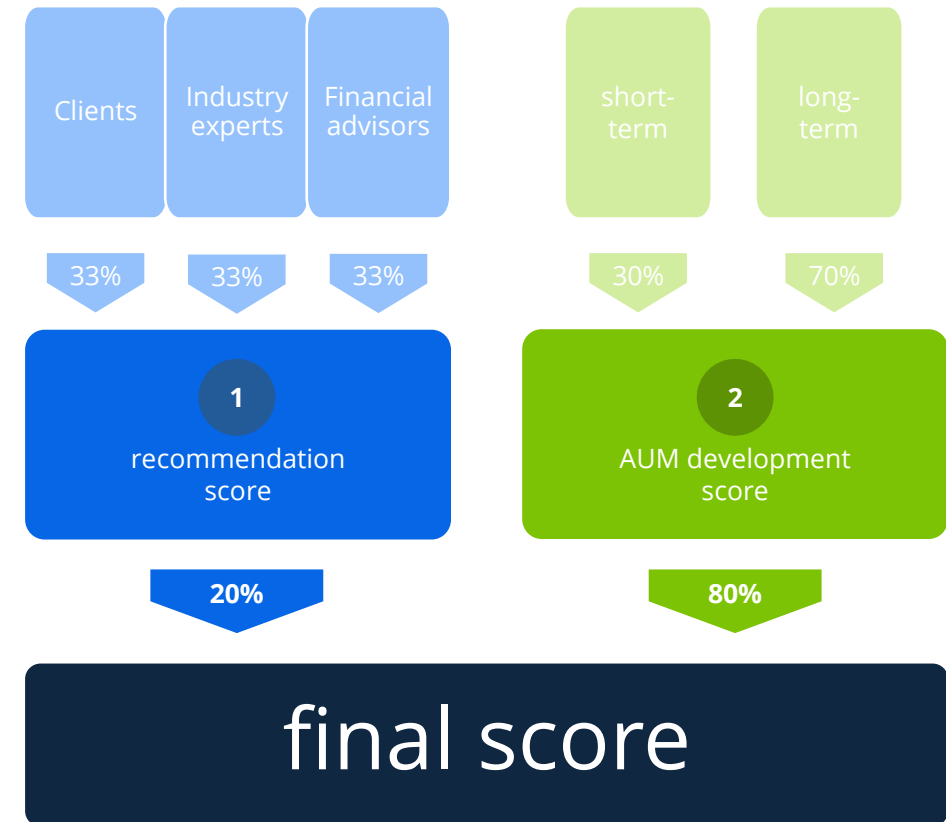 Clients
Industry
experts
Financial
advisors
short-
term
long-
term
33%
33%
33%
30%
70%
1
recommendation
score
2
AUM development
score
20%
80%
final score